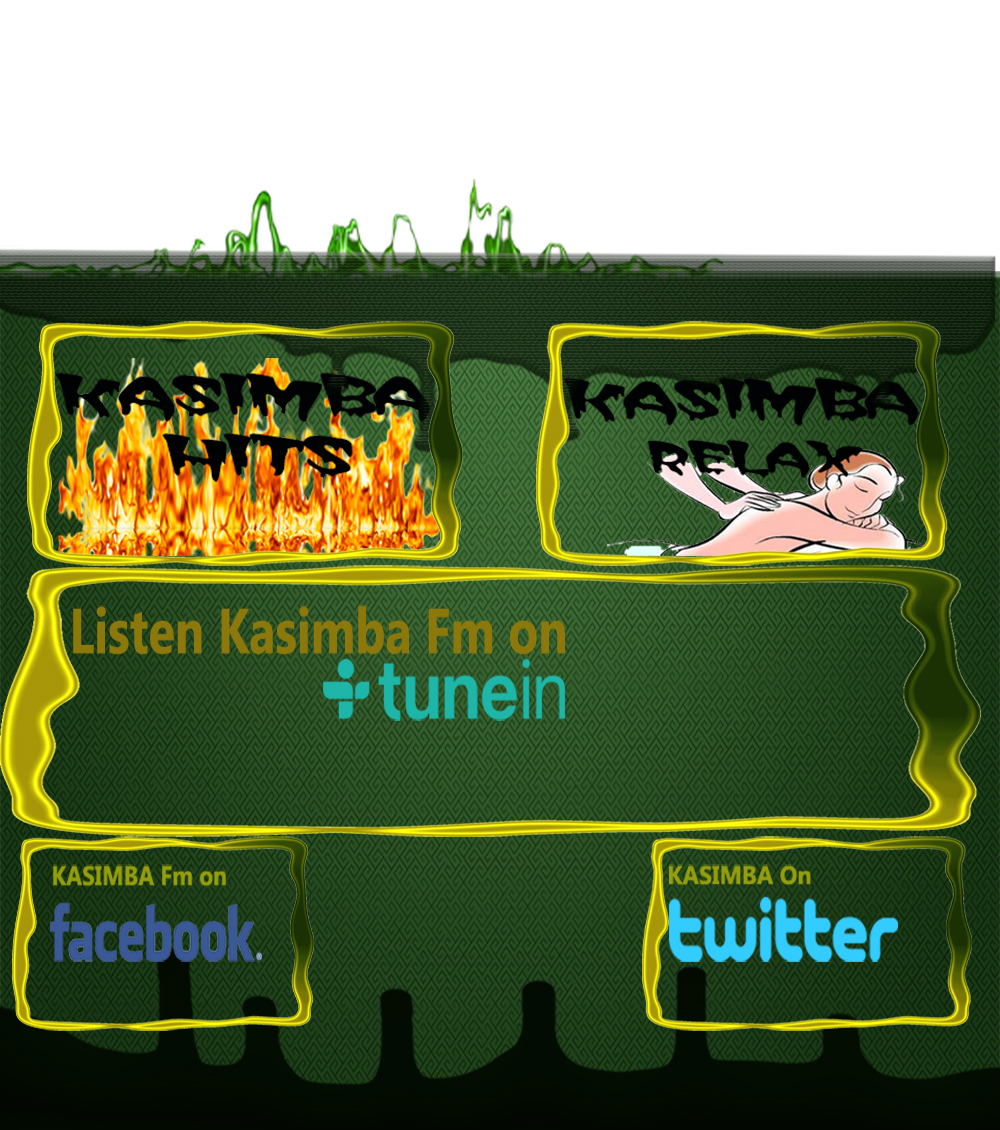 KASIMBA
HITS
KASIMBA
RELAX
Listen Kasimba Fm on
tunein
KASIMBA Fm on
facebook.
KASIMBA On
twitter